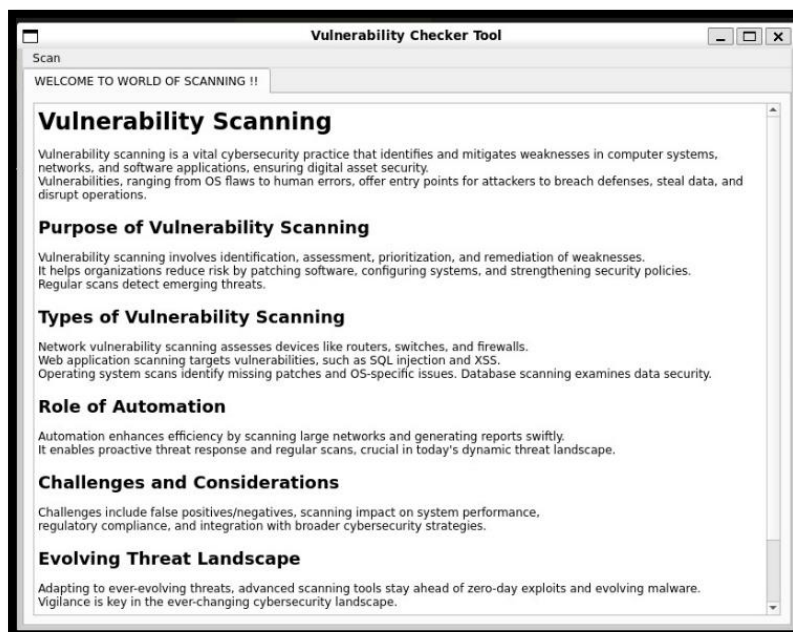 Vulnerability Checker Tool
Scan
WELCOME TO WORLD OF SCANNING !!
Vulnerability Scanning
Vulnerability scanning is a vital cybersecurity practice that identifies and mitigates weaknesses in computer systems,
networks, and software applications, ensuring digital asset security.
Vulnerabilities, ranging from OS flaws to human errors, offer entry points for attackers to breach defenses, steal data, and
disrupt operations.
Purpose of Vulnerability Scanning
Vulnerability scanning involves identification, assessment, prioritization, and remediation of weaknesses.
It helps organizations reduce risk by patching software, configuring systems, and strengthening security policies.
Regular scans detect emerging threats.
Types of Vulnerability Scanning
Network vulnerability scanning assesses devices like routers, switches, and firewalls.
Web application scanning targets vulnerabilities, such as SQL injection and XSS.
Operating system scans identify missing patches and OS-specific issues. Database scanning examines data security.
Role of Automation
Automation enhances efficiency by scanning large networks and generating reports swiftly.
It enables proactive threat response and regular scans, crucial in today's dynamic threat landscape.
Challenges and Considerations
Challenges include false positives/negatives, scanning impact on system performance,
regulatory compliance, and integration with broader cybersecurity strategies.
Evolving Threat Landscape
Adapting to ever-evolving threats, advanced scanning tools stay ahead of zero-day exploits and evolving malware.
Vigilance is key in the ever-changing cybersecurity landscape.